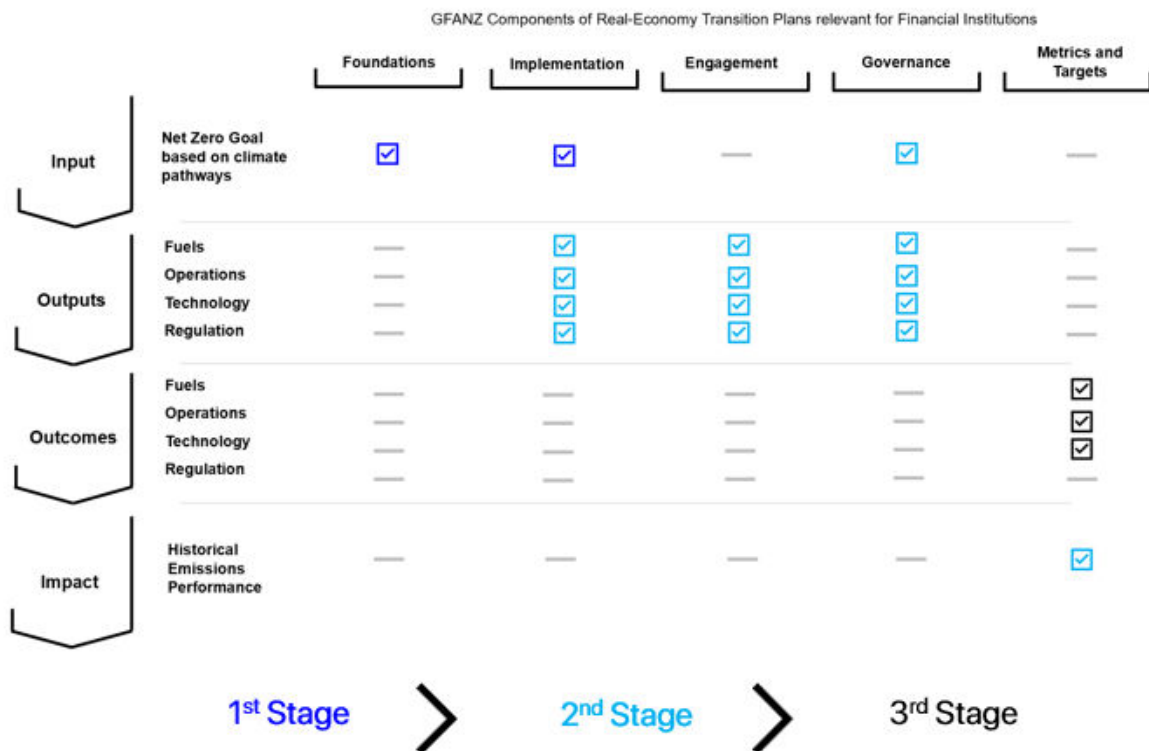 GFANZ Components of Real-Economy Transition Plans relevant for Financial Institutions
Foundations
Implementation
Engagement
Governance
Metrics and
Targets
Input
Net Zero Goal
based on climate
pathways
Outputs
Fuels
Operations
Technology
Regulation
Outcomes
Fuels
Operations
Technology
Regulation
Impact
Historical
Emissions
Performance
1st Stage
2nd Stage
3rd Stage